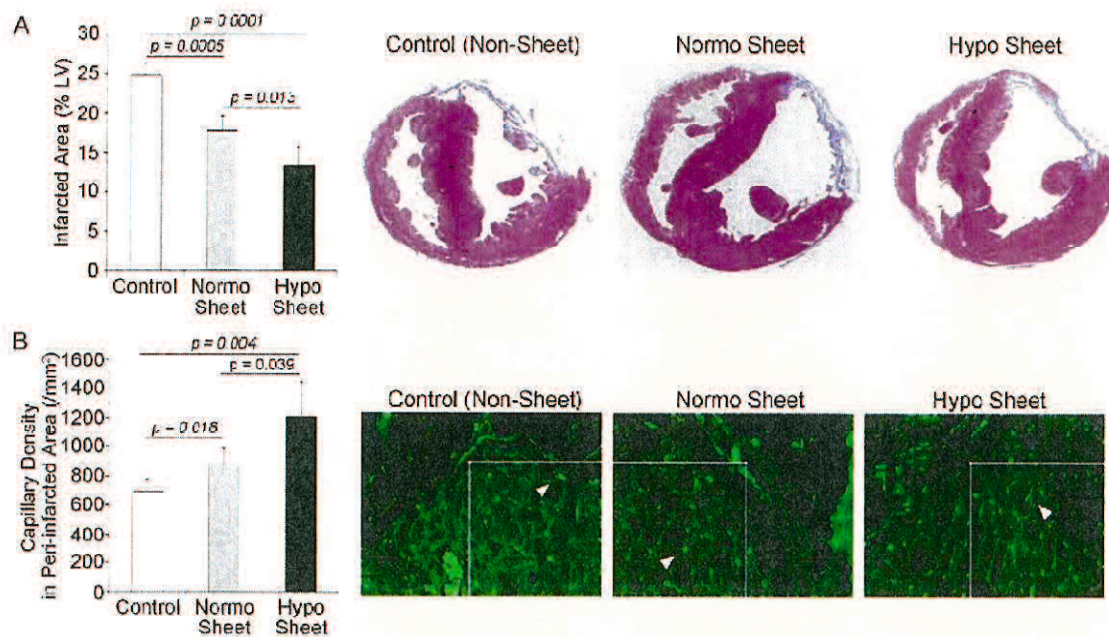 A
Infarcted Area (% LV)
30
25
20
15
10
5
0
p = 0.0001
p = 0.0005
p = 0.013
Control
Normo
Sheet
Hypo
Sheet
Control (Non-Sheet)
Normo Sheet
Hypo Sheet
B
Capillary Density
in Peri-infarcted Area (/mm²)
1600
1400
1200
1000
800
600
400
200
0
p = 0.004
p = 0.039
p = 0.018
Control
Normo
Sheet
Hypo
Sheet
Control (Non-Sheet)
Normo Sheet
Hypo Sheet